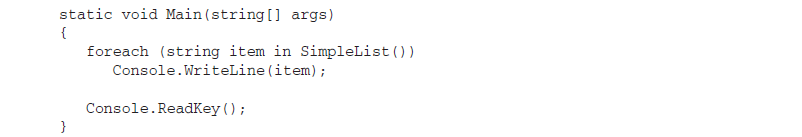 static void Main(string[] args)
{
   foreach (string item in SimpleList())
      Console.WriteLine(item);

   Console.ReadKey();
}